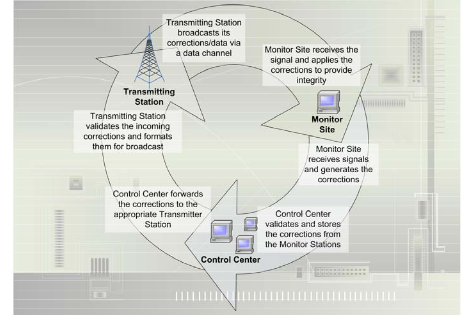 Transmitting Station
broadcasts its
corrections/data via
a data channel
Monitor Site receives the
signal and applies the
corrections to provide
integrity
Transmitting
Station
Monitor
Site
Transmitting Station
validates the incoming
corrections and formats
them for broadcast
Monitor Site
receives signals
and generates the
corrections
Control Center forwards
the corrections to the
appropriate Transmitter
Station
Control Center
validates and stores
the corrections from
the Monitor Stations
Control Center